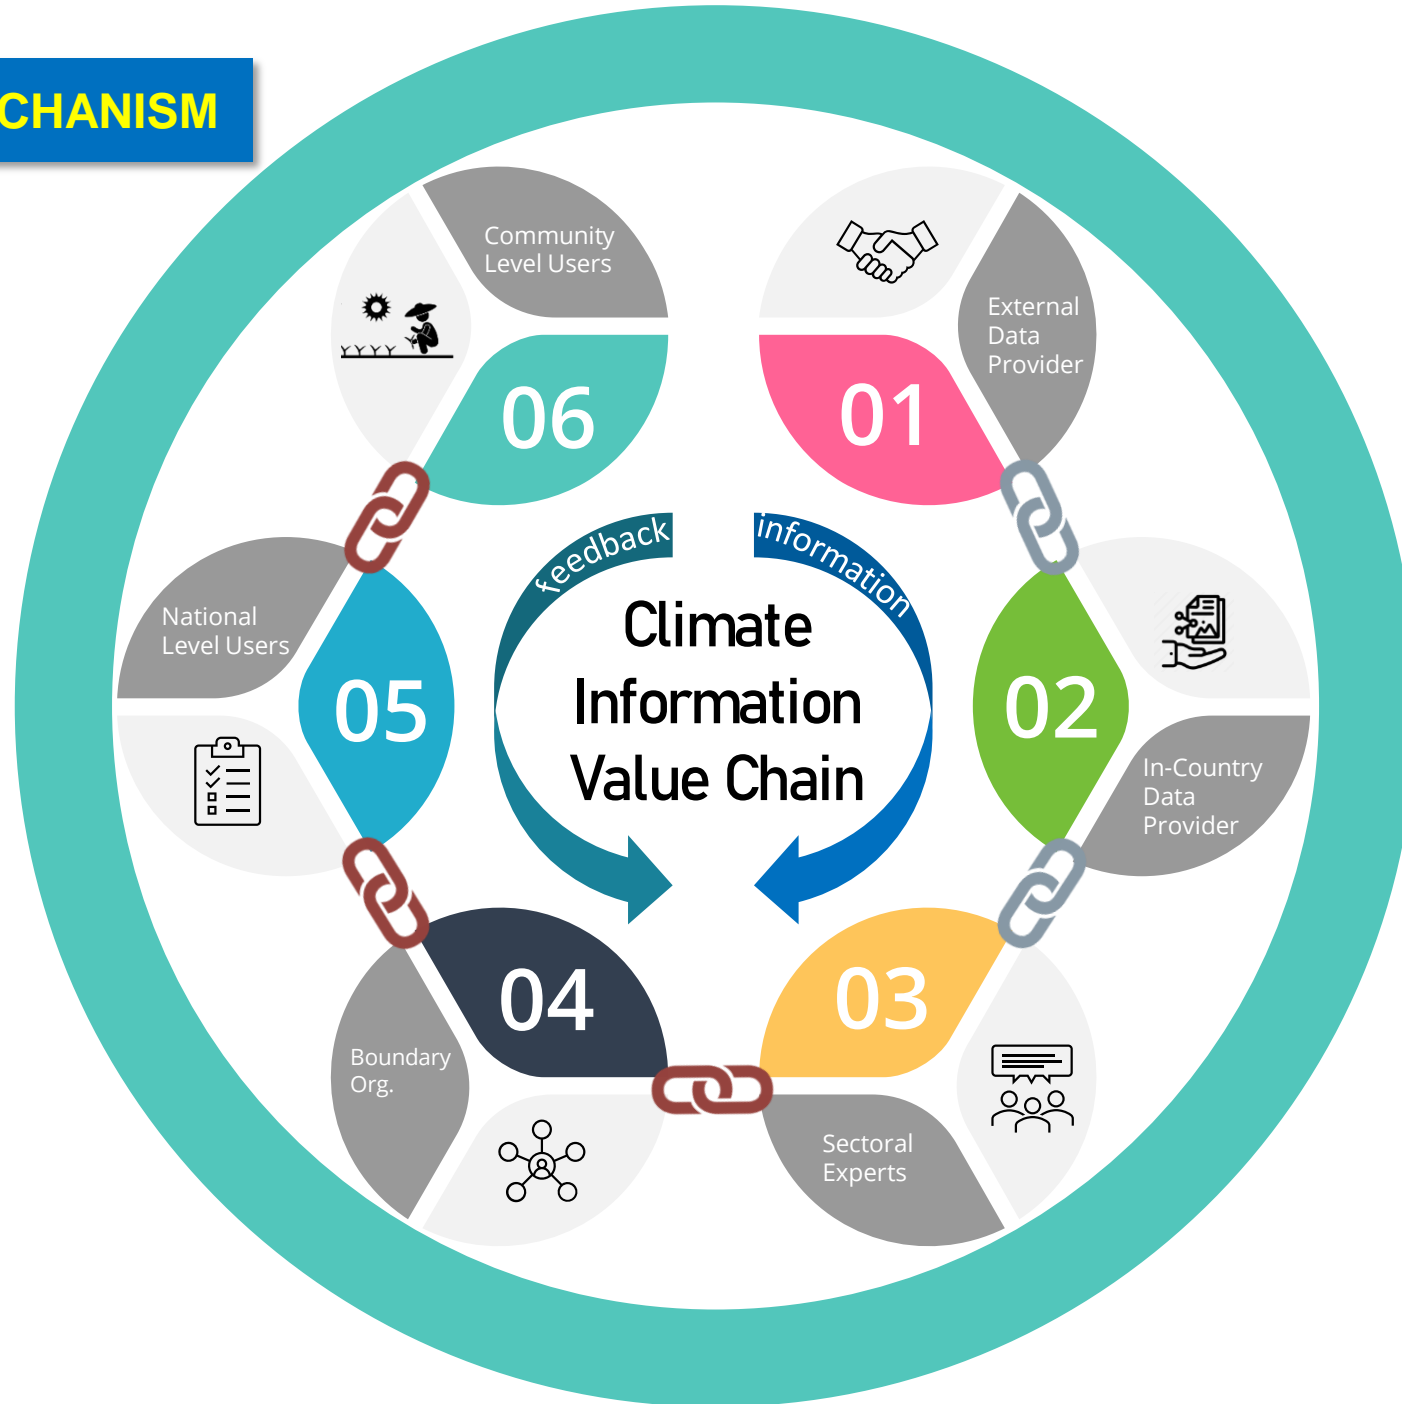 CHANISM
Community
Level Users
External
Data
Provider
06
01
feedback
information
National
Level Users
Climate
Information
Value Chain
05
02
In-Country
Data
Provider
04
03
Boundary
Org.
Sectoral
Experts